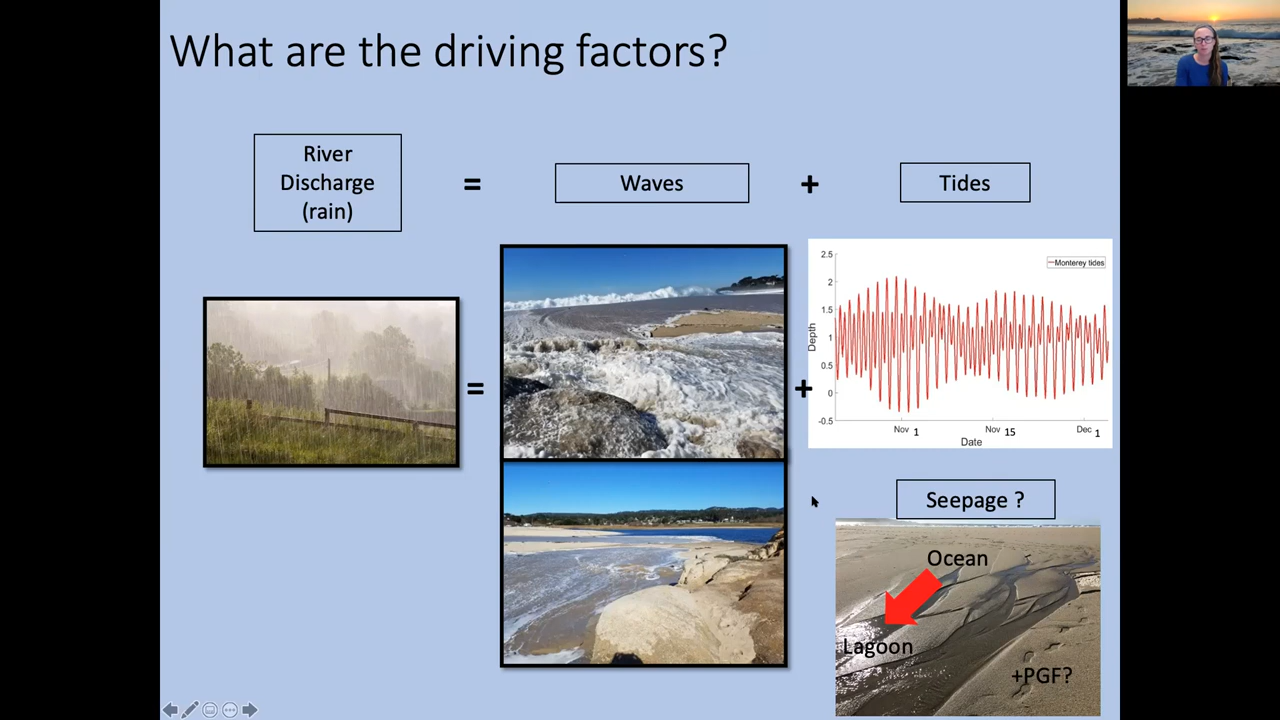 What are the driving factors?
River
Discharge
(rain)
=
Waves
+
Tides
=
+
2.5
2
1.5
1
0.5
0
-0.5
Depth
Monterey tides
Nov 1
Nov 15
Dec 1
Date
Seepage ?
Ocean
Lagoon
+PGF?